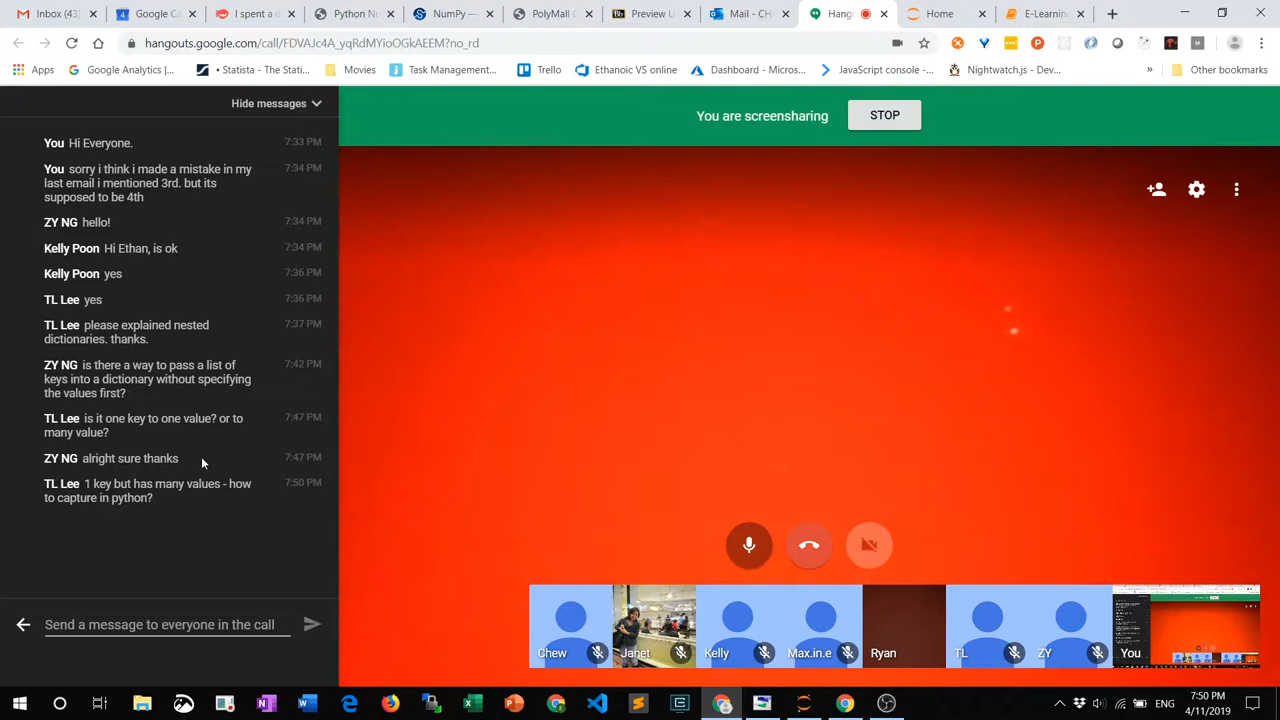 Inbox (43)
Google Ca
I spent a d
Python Nu
NumPy —
PolyMall C
Preview U
Mail - CH
Hang
Home
E-Learning
hangouts.google.com/call/FDVAJc4A_yqRdMYioOGkAEEM?no_rd
Apps
Google Analytics |...
• Statista - The Stati...
Movies
Task Management...
Trello
Ethanoic VS online
Dashboard - Micros...
JavaScript console -...
Nightwatch.js - Dev...
»
Other bookmarks
Hide messages
You are screensharing
STOP
You Hi Everyone. 7:33 PM
You sorry i think i made a mistake in my 7:34 PM
last email i mentioned 3rd. but its
supposed to be 4th
ZY NG hello! 7:34 PM
Kelly Poon Hi Ethan, is ok 7:34 PM
Kelly Poon yes 7:36 PM
TL Lee yes 7:36 PM
TL Lee please explained nested 7:37 PM
dictionaries. thanks.
ZY NG is there a way to pass a list of 7:42 PM
keys into a dictionary without specifying
the values first?
TL Lee is it one key to one value? or to 7:47 PM
many value?
ZY NG alright sure thanks 7:47 PM
TL Lee 1 key but has many values - how 7:50 PM
to capture in python?
Send a message to everyone in the call
Chew
Janet
Kelly
Max.in.e
Ryan
TL
ZY
You
ENG
7:50 PM
4/11/2019